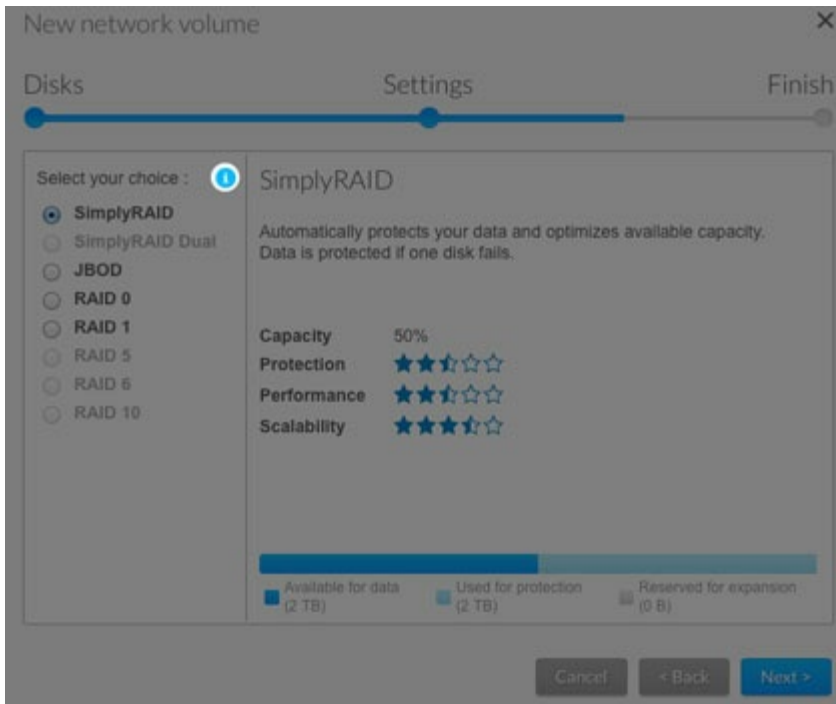 New network volume
Disks Settings Finish
Select your choice :
SimplyRAID
SimplyRAID Dual
JBOD
RAID 0
RAID 1
RAID 5
RAID 6
RAID 10
SimplyRAID
Automatically protects your data and optimizes available capacity.
Data is protected if one disk fails.
Capacity 50%
Protection
Performance
Scalability
Available for data
(2 TB)
Used for protection
(2 TB)
Reserved for expansion
(0 B)
Cancel < Back Next >